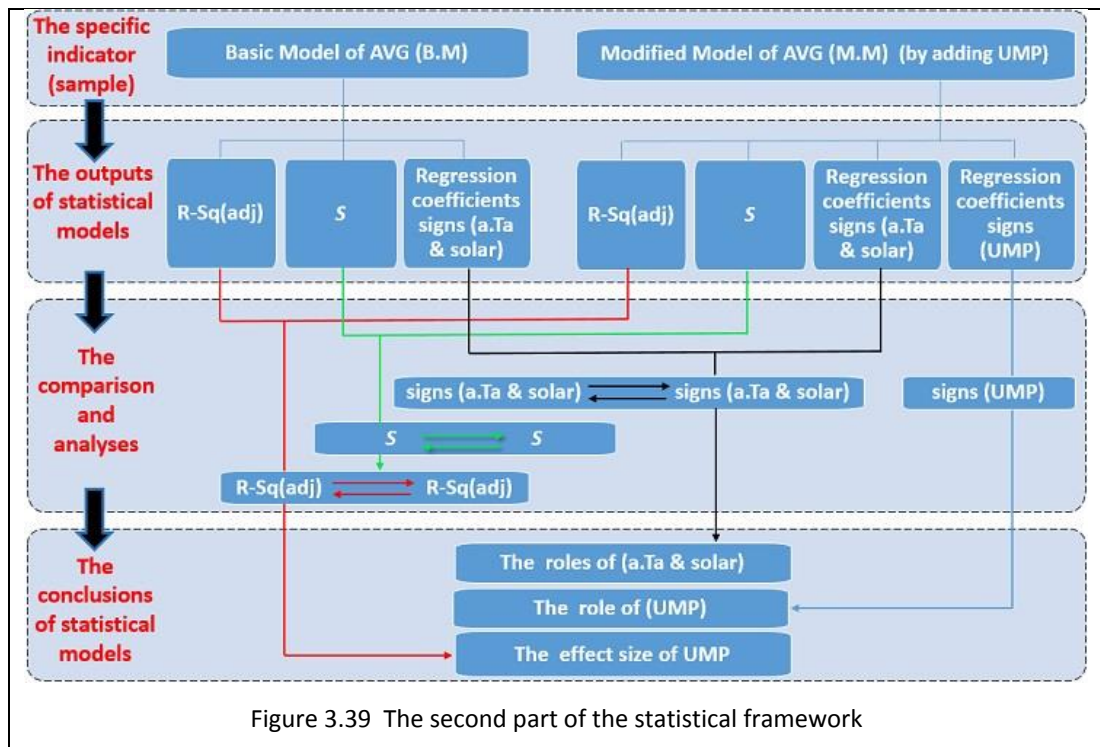 The specific
indicator
(sample)
Basic Model of AVG (B.M)
Modified Model of AVG (M.M) (by adding UMP)
The outputs
of statistical
models
R-Sq(adj)
S
Regression
coefficients
signs (a.Ta
& solar)
R-Sq(adj)
S
Regression
coefficients
signs (a.Ta
& solar)
Regression
coefficients
signs
(UMP)
The
comparison
and
analyses
signs (a.Ta & solar)
signs (a.Ta & solar)
signs (UMP)
S
S
R-Sq(adj)
R-Sq(adj)
The
conclusions
of statistical
models
The roles of (a.Ta & solar)
The role of (UMP)
The effect size of UMP
Figure 3.39 The second part of the statistical framework